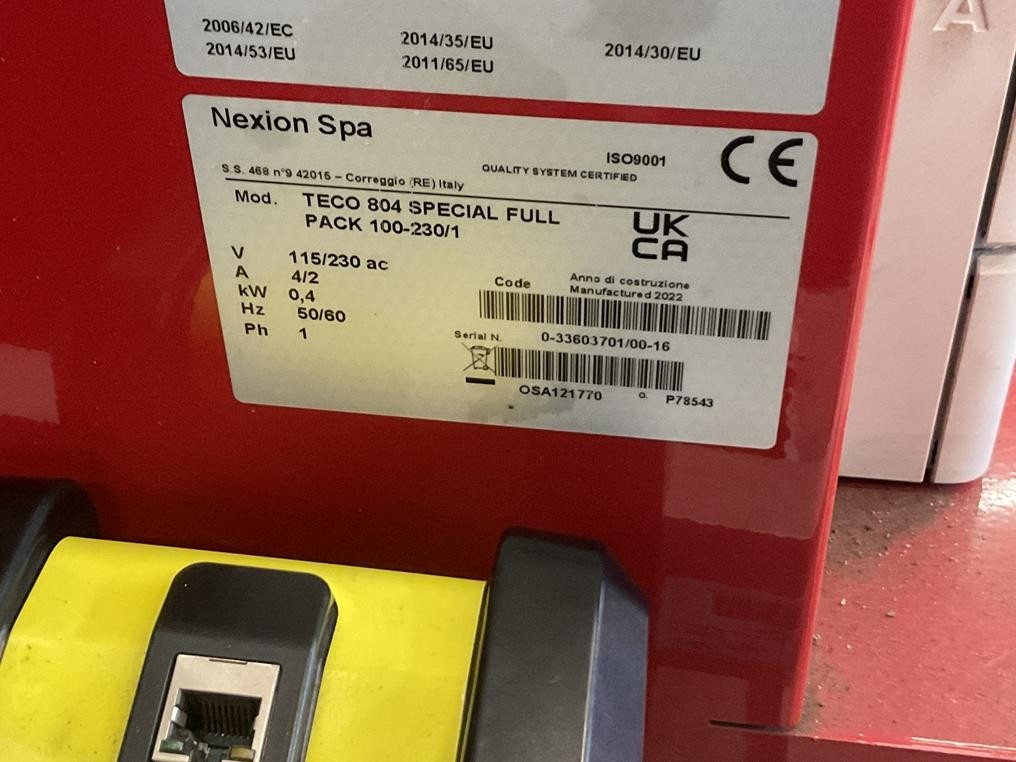 2006/42/EC 2014/35/EU 2014/30/EU
2014/53/EU 2011/65/EU
A
Nexion Spa
ISO9001
QUALITY SYSTEM CERTIFIED
CE
S.S. 468 n°9 42015 – Correggio (RE) Italy
Mod. TECO 804 SPECIAL FULL
PACK 100-230/1
UK
CA
V 115/230 ac
A 4/2
kW 0,4
Hz 50/60
Ph 1
Code Anno di costruzione
Manufactured 2022
0-33603701/00-16
Serial N.
OSA121770 Q. P78543